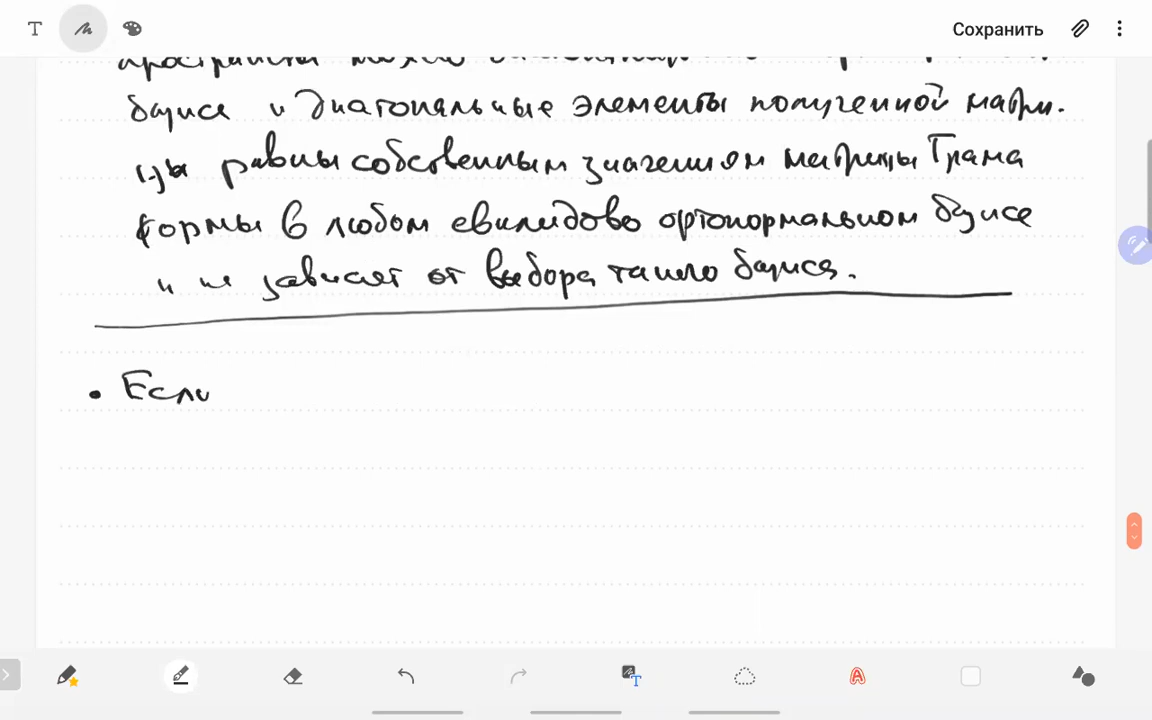 Сохранить
базисе и диагональные элементы полученной матри-
цы равны собственным значениям матрицы Грама
формы в любом евклидово ортонормальном базисе
и не зависят от выбора такого базиса.
• Если